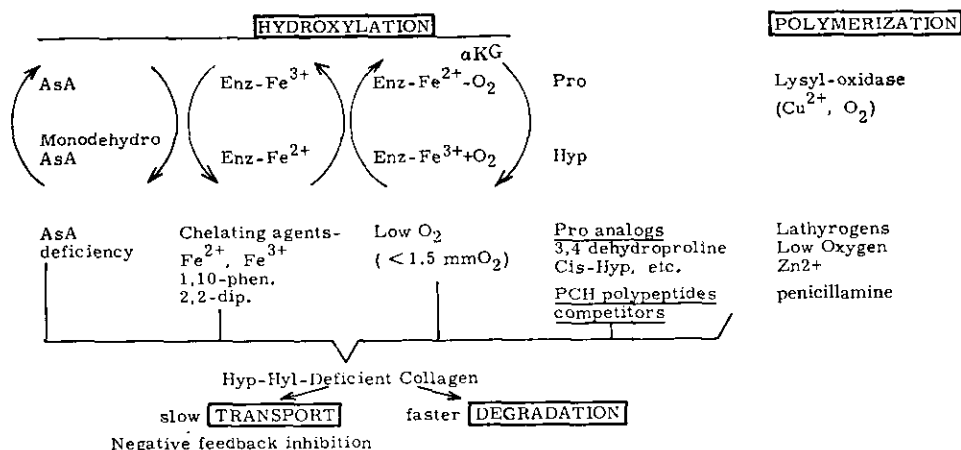 HYDROXYLATION
POLYMERIZATION
αKG
AsA
Enz-Fe3+
Enz-Fe2+-O2
Pro
Lysyl-oxidase
(Cu2+, O2)
Monodehydro
AsA
Enz-Fe2+
Enz-Fe3++O2
Hyp
AsA
deficiency
Chelating agents-
Fe2+, Fe3+
1,10-phen.
2,2-dip.
Low O2
( <1.5 mmO2)
Pro analogs
3,4 dehydroproline
Cis-Hyp, etc.
PCH polypeptides
competitors
Lathyrogens
Low Oxygen
Zn2+
penicillamine
Hyp-Hyl-Deficient Collagen
slow TRANSPORT
faster DEGRADATION
Negative feedback inhibition